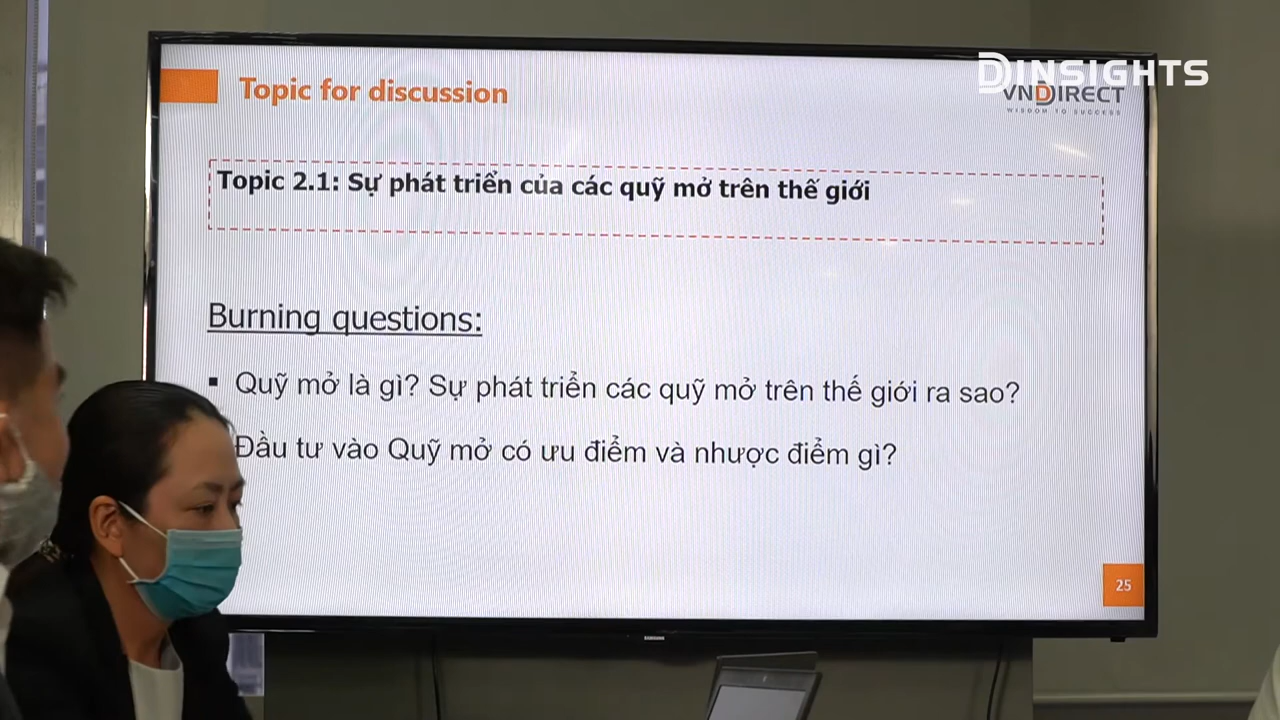 DINSIGHTS
Topic for discussion
VNDIRECT
WISDOM TO SUCCESS
Topic 2.1: Sự phát triển của các quỹ mở trên thế giới
Burning questions:
▪ Quỹ mở là gì? Sự phát triển các quỹ mở trên thế giới ra sao?
Đầu tư vào Quỹ mở có ưu điểm và nhược điểm gì?
25